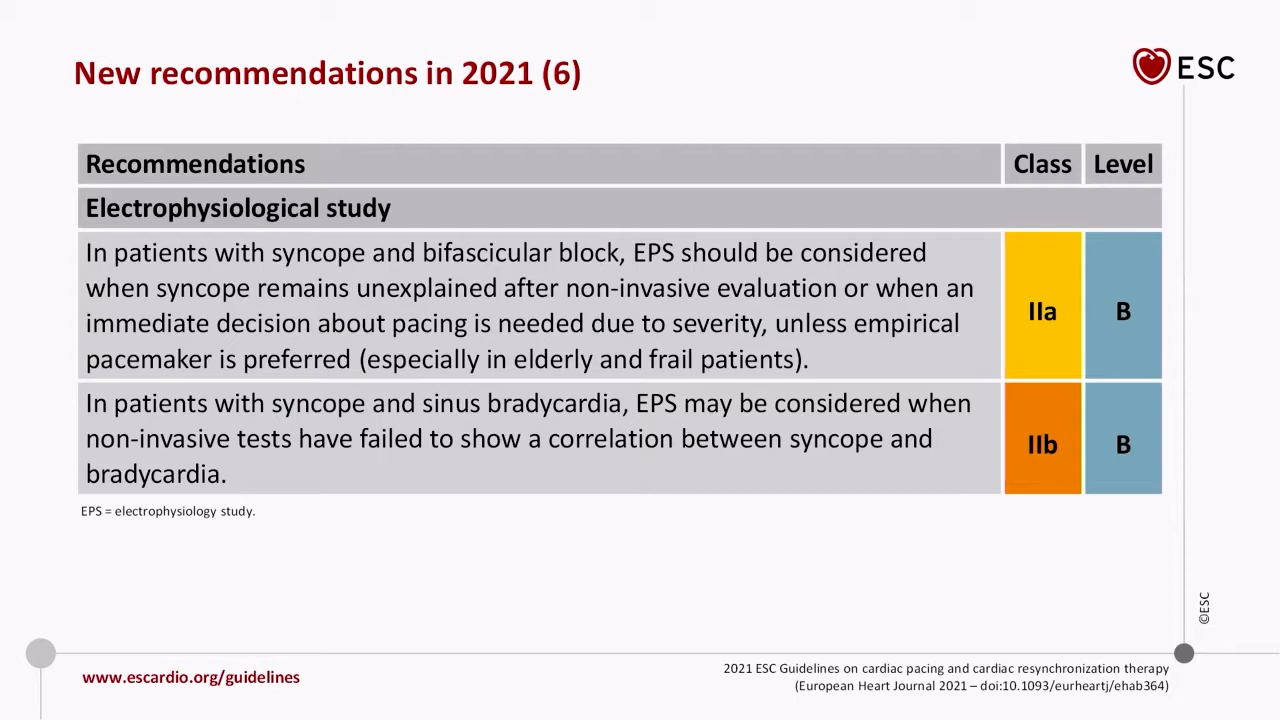 New recommendations in 2021 (6)
ESC
Recommendations Class Level
Electrophysiological study
In patients with syncope and bifascicular block, EPS should be considered
when syncope remains unexplained after non-invasive evaluation or when an
immediate decision about pacing is needed due to severity, unless empirical
pacemaker is preferred (especially in elderly and frail patients).
IIa B
In patients with syncope and sinus bradycardia, EPS may be considered when
non-invasive tests have failed to show a correlation between syncope and
bradycardia.
IIb B
EPS = electrophysiology study.
©ESC
www.escardio.org/guidelines
2021 ESC Guidelines on cardiac pacing and cardiac resynchronization therapy
(European Heart Journal 2021 – doi:10.1093/eurheartj/ehab364)